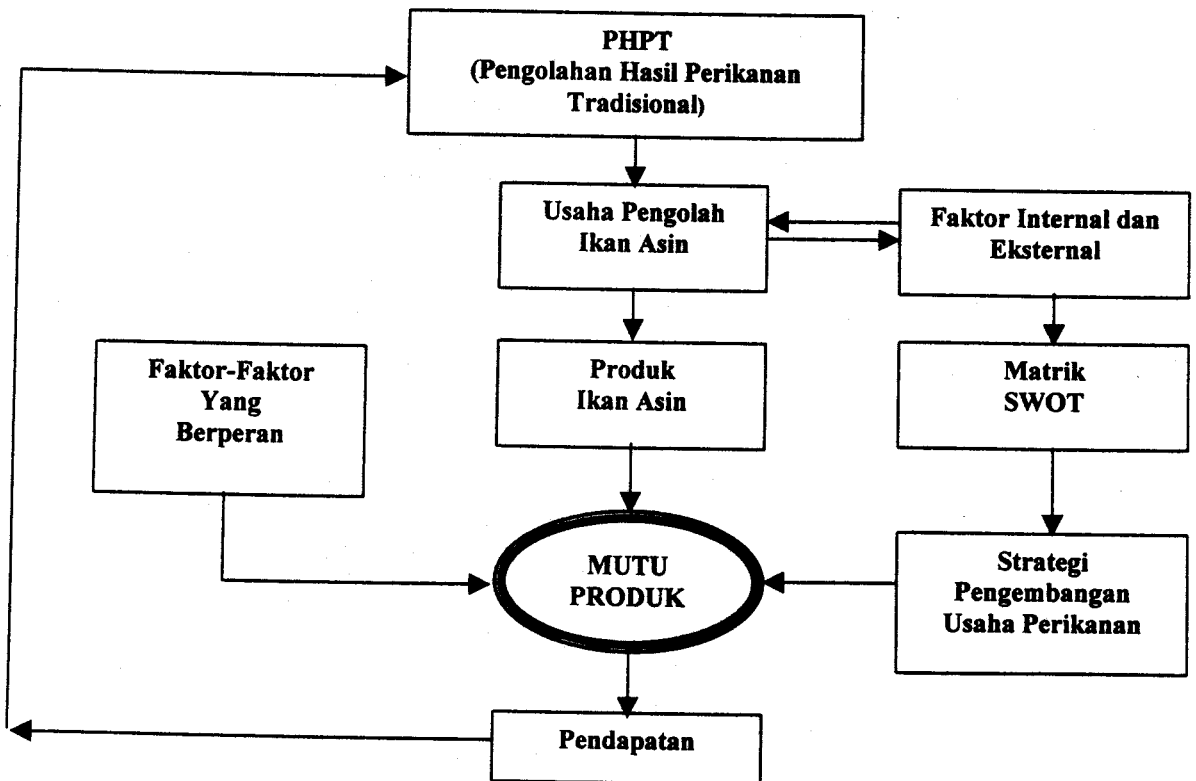 PHPT
(Pengolahan Hasil Perikanan
Tradisional)
Usaha Pengolah
Ikan Asin
Faktor Internal dan
Eksternal
Faktor-Faktor
Yang
Berperan
Produk
Ikan Asin
Matrik
SWOT
MUTU
PRODUK
Strategi
Pengembangan
Usaha Perikanan
Pendapatan